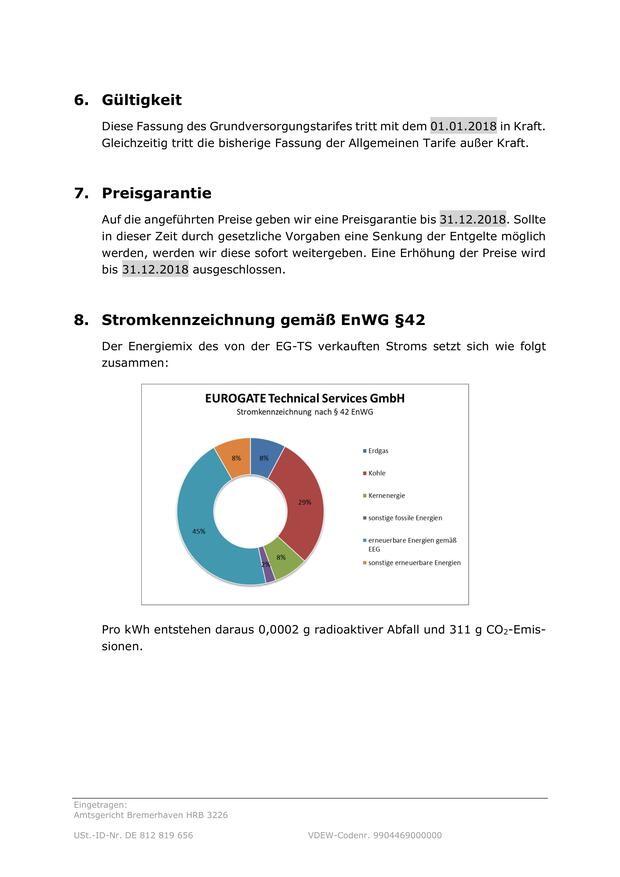 6. Gültigkeit
Diese Fassung des Grundversorgungstarifes tritt mit dem 01.01.2018 in Kraft.
Gleichzeitig tritt die bisherige Fassung der Allgemeinen Tarife außer Kraft.
7. Preisgarantie
Auf die angeführten Preise geben wir eine Preisgarantie bis 31.12.2018. Sollte
in dieser Zeit durch gesetzliche Vorgaben eine Senkung der Entgelte möglich
werden, werden wir diese sofort weitergeben. Eine Erhöhung der Preise wird
bis 31.12.2018 ausgeschlossen.
8. Stromkennzeichnung gemäß EnWG §42
Der Energiemix des von der EG-TS verkauften Stroms setzt sich wie folgt
zusammen:
EUROGATE Technical Services GmbH
Stromkennzeichnung nach § 42 EnWG
8%
8%
29%
45%
8%
2%
Erdgas
Kohle
Kernenergie
sonstige fossile Energien
erneuerbare Energien gemäß
EEG
sonstige erneuerbare Energien
Pro kWh entstehen daraus 0,0002 g radioaktiver Abfall und 311 g CO₂-Emis-
sionen.
Eingetragen:
Amtsgericht Bremerhaven HRB 3226
USt.-ID-Nr. DE 812 819 656 VDEW-Codenr. 9904469000000